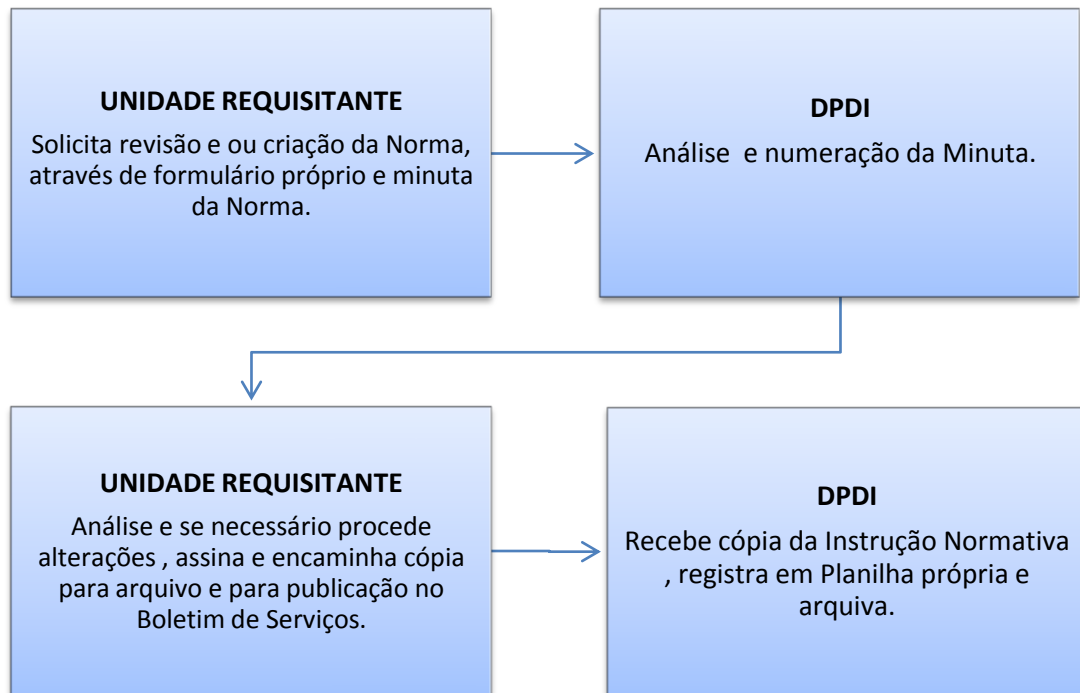 UNIDADE REQUISITANTE
Solicita revisão e ou criação da Norma,
através de formulário próprio e minuta
da Norma.
DPDI
Análise e numeração da Minuta.
UNIDADE REQUISITANTE
Análise e se necessário procede
alterações , assina e encaminha cópia
para arquivo e para publicação no
Boletim de Serviços.
DPDI
Recebe cópia da Instrução Normativa
, registra em Planilha própria e
arquiva.